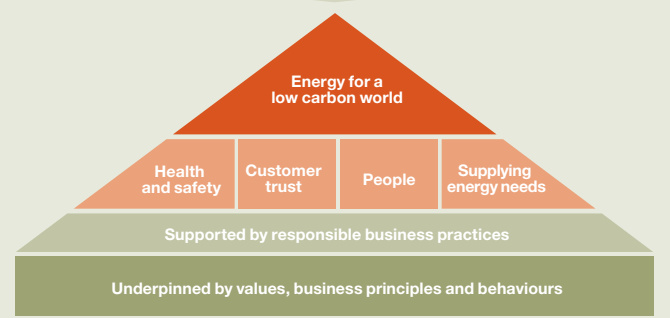 Energy for a
low carbon world
Health
and safety
Customer
trust
People
Supplying
energy needs
Supported by responsible business practices
Underpinned by values, business principles and behaviours